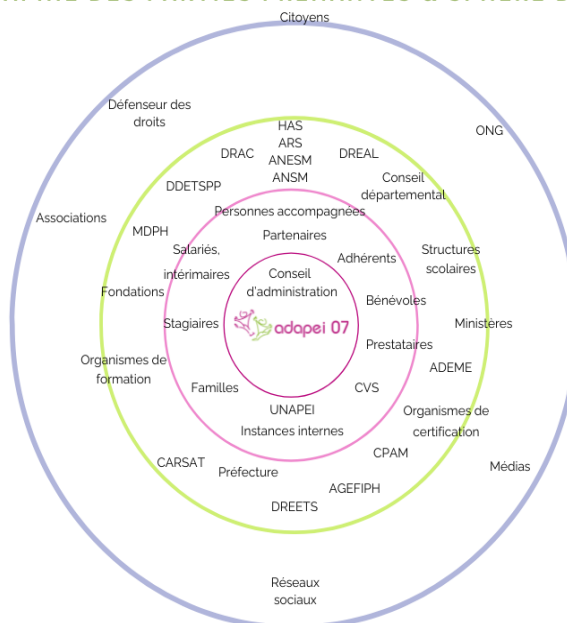 Citoyens
Défenseur des
droits
ONG
HAS
ARS
ANESM
ANSM
DRAC
DREAL
DDETSPP
Conseil
départemental
Associations
MDPH
Personnes accompagnées
Partenaires
Salariés,
intérimaires
Adhérents
Structures
scolaires
Conseil
d'administration
Fondations
Bénévoles
Stagiaires
adapei 07
Ministères
Prestataires
Organismes de
formation
ADEME
Familles
CVS
UNAPEI
Organismes de
certification
Instances internes
CARSAT
Préfecture
CPAM
Médias
AGEFIPH
DREETS
Réseaux
sociaux